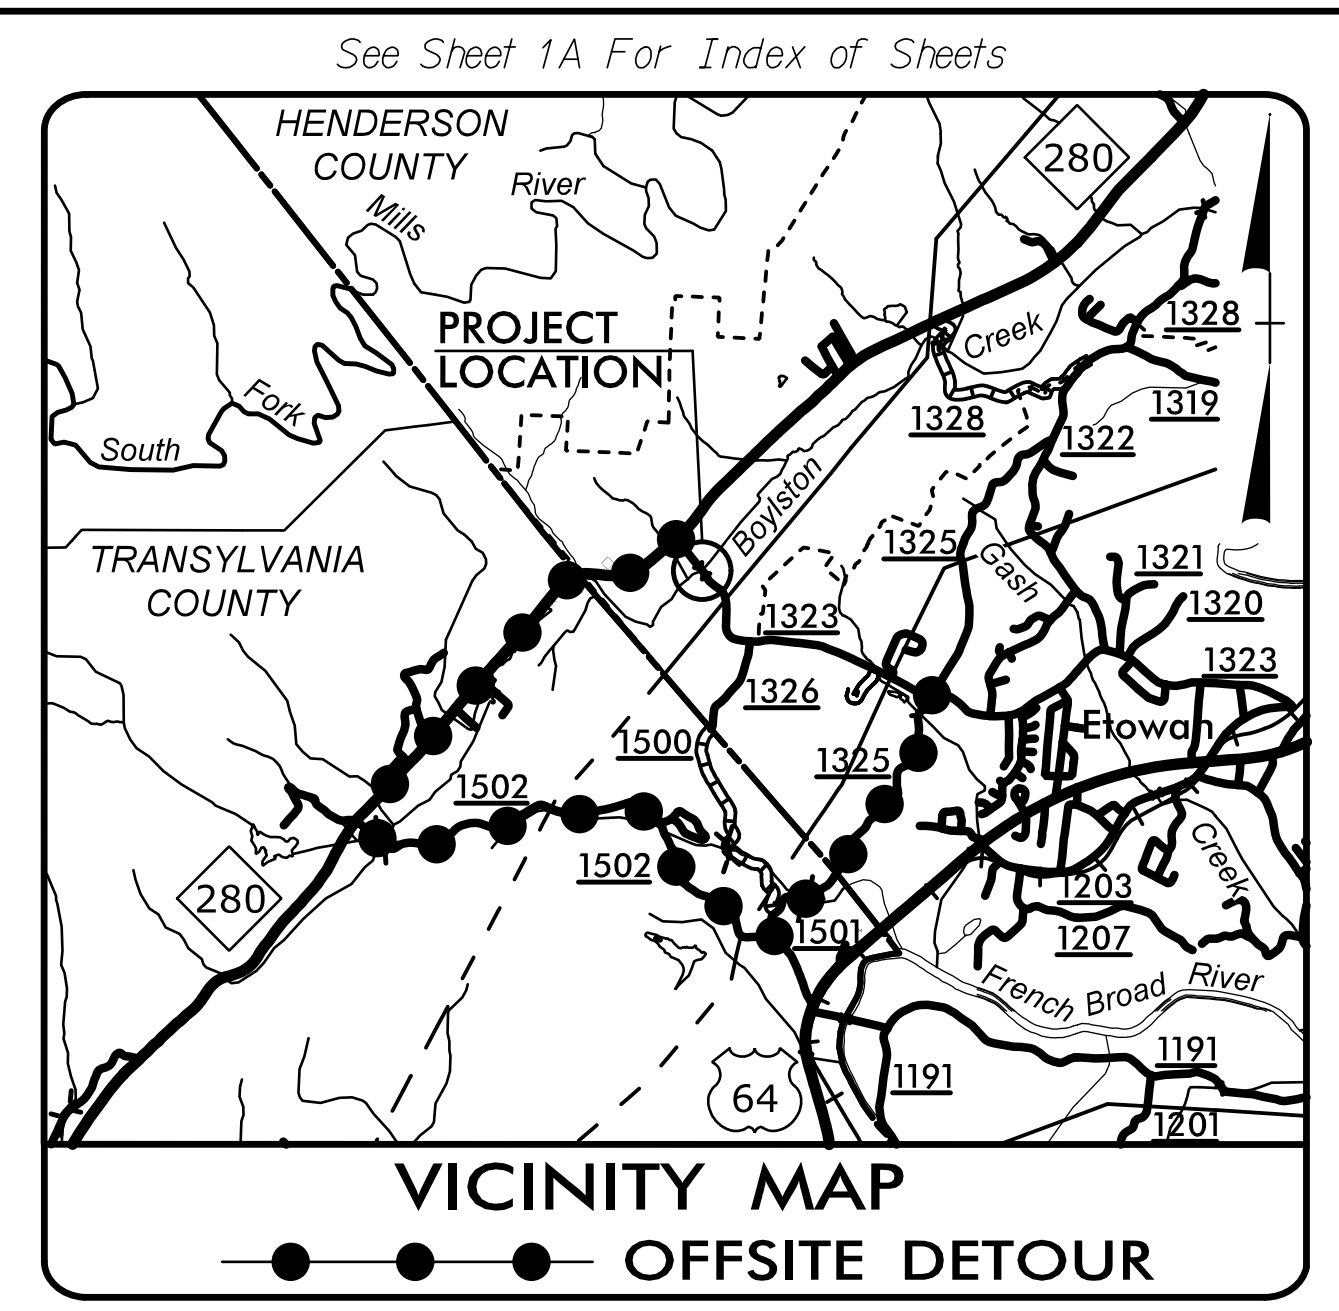 See Sheet 1A For Index of Sheets
HENDERSON
COUNTY
280
River
Mills
1328
PROJECT
LOCATION
Creek
1328
1319
Fork
South
1322
Boylston
1325
Gash
1321
TRANSYLVANIA
COUNTY
1320
1323
1323
1326
Etowah
1500
1325
1502
1502
Creek
280
1203
1501
1207
French Broad River
64
1191
1191
1201
VICINITY MAP
OFFSITE DETOUR